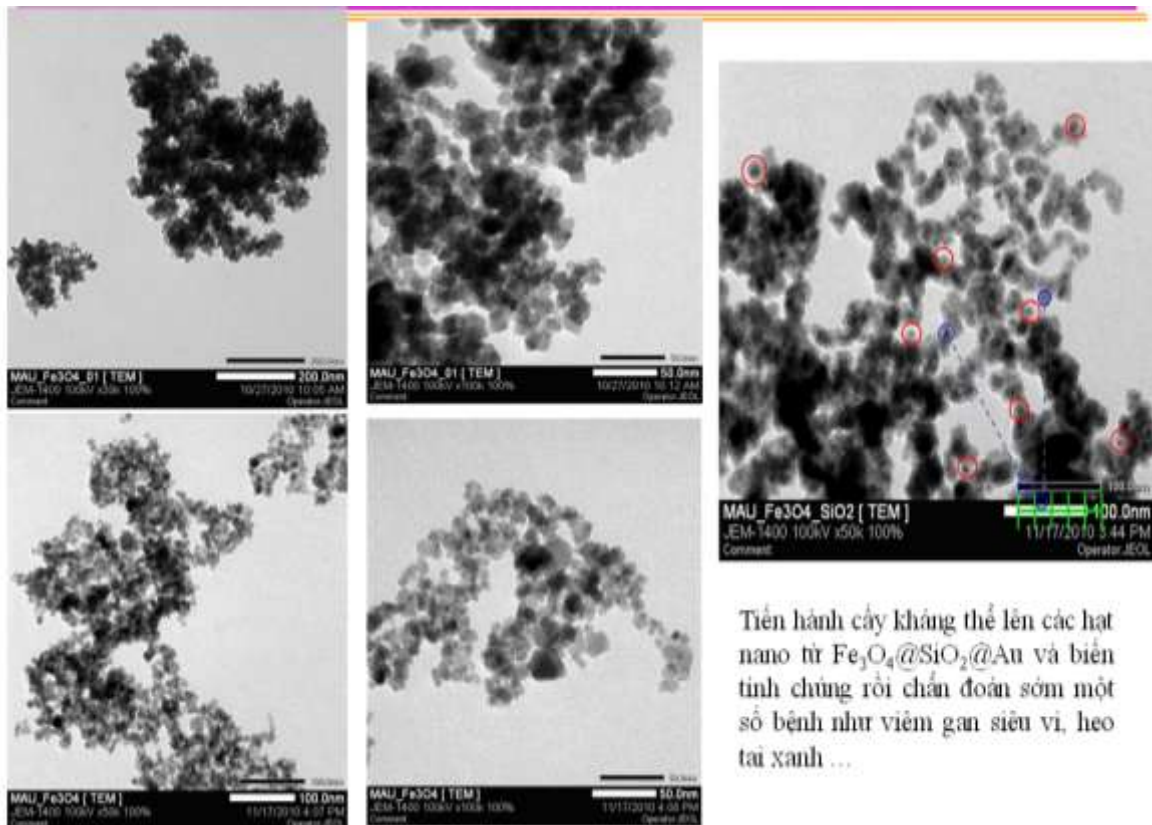 MAU_Fe3O4_01 [ TEM ]
200.0nm
JEM-1400 100kV x30k 100%
10/27/2010 10:05 AM
Comment:
Operator:JEOL
MAU_Fe3O4_01 [ TEM ]
50.0nm
JEM-1400 100kV x100k 100%
10/27/2010 10:12 AM
Comment:
Operator:JEOL
MAU_Fe3O4_SiO2 [ TEM ]
100.0nm
JEM-1400 100kV x50k 100%
11/17/2010 3:44 PM
Comment:
Operator:JEOL
MAU_Fe3O4 [ TEM ]
100.0nm
JEM-1400 100kV x50k 100%
11/17/2010 4:07 PM
Comment:
Operator:JEOL
MAU_Fe3O4 [ TEM ]
50.0nm
JEM-1400 100kV x100k 100%
11/17/2010 4:08 PM
Comment:
Operator:JEOL
Tiến hành cấy kháng thể lên các hạt
nano từ Fe₃O₄@SiO₂@Au và biến
tính chúng rồi chẩn đoán sớm một
số bệnh như viêm gan siêu vi, heo
tai xanh ...